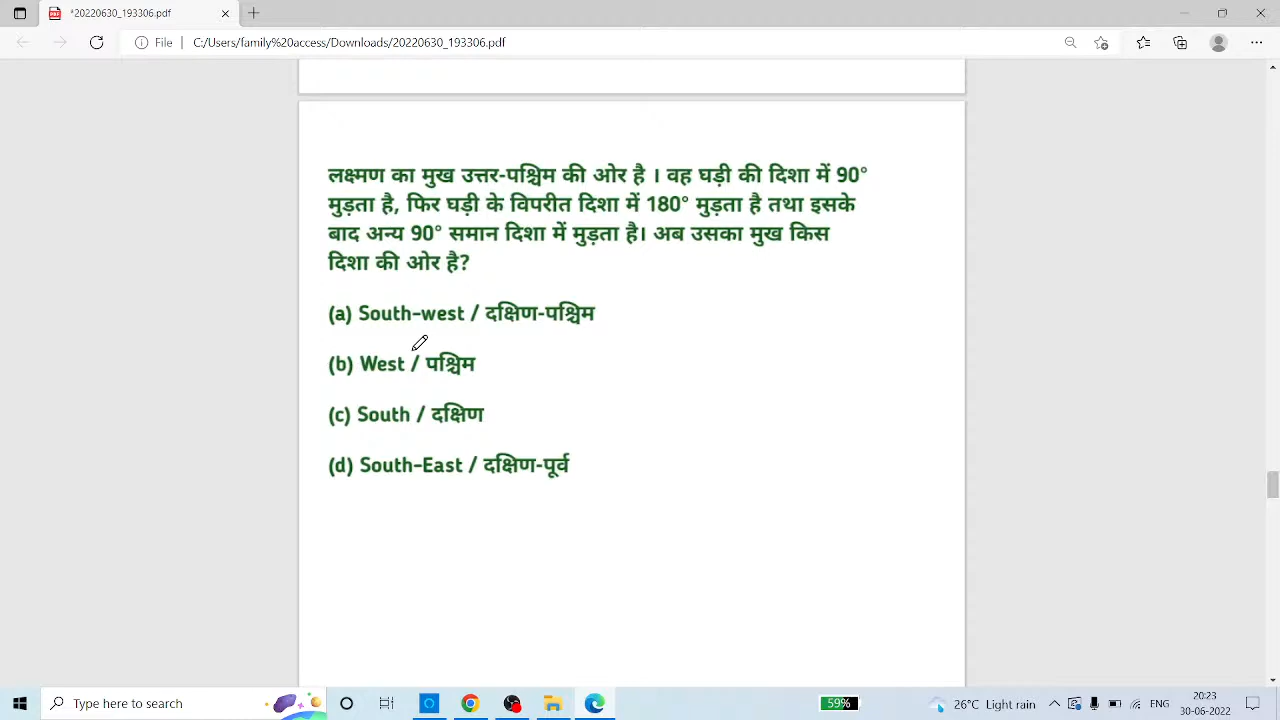 *20220630_193306.pdf
File
C:/Users/family%20access/Downloads/20220630_193306.pdf
लक्ष्मण का मुख उत्तर-पश्चिम की ओर है । वह घड़ी की दिशा में 90°
मुड़ता है, फिर घड़ी के विपरीत दिशा में 180° मुड़ता है तथा इसके
बाद अन्य 90° समान दिशा में मुड़ता है। अब उसका मुख किस
दिशा की ओर है?
(a) South-west / दक्षिण-पश्चिम
(b) West / पश्चिम
(c) South / दक्षिण
(d) South-East / दक्षिण-पूर्व
Type here to search
59%
26°C Light rain
ENG
20:23
30-06-2022